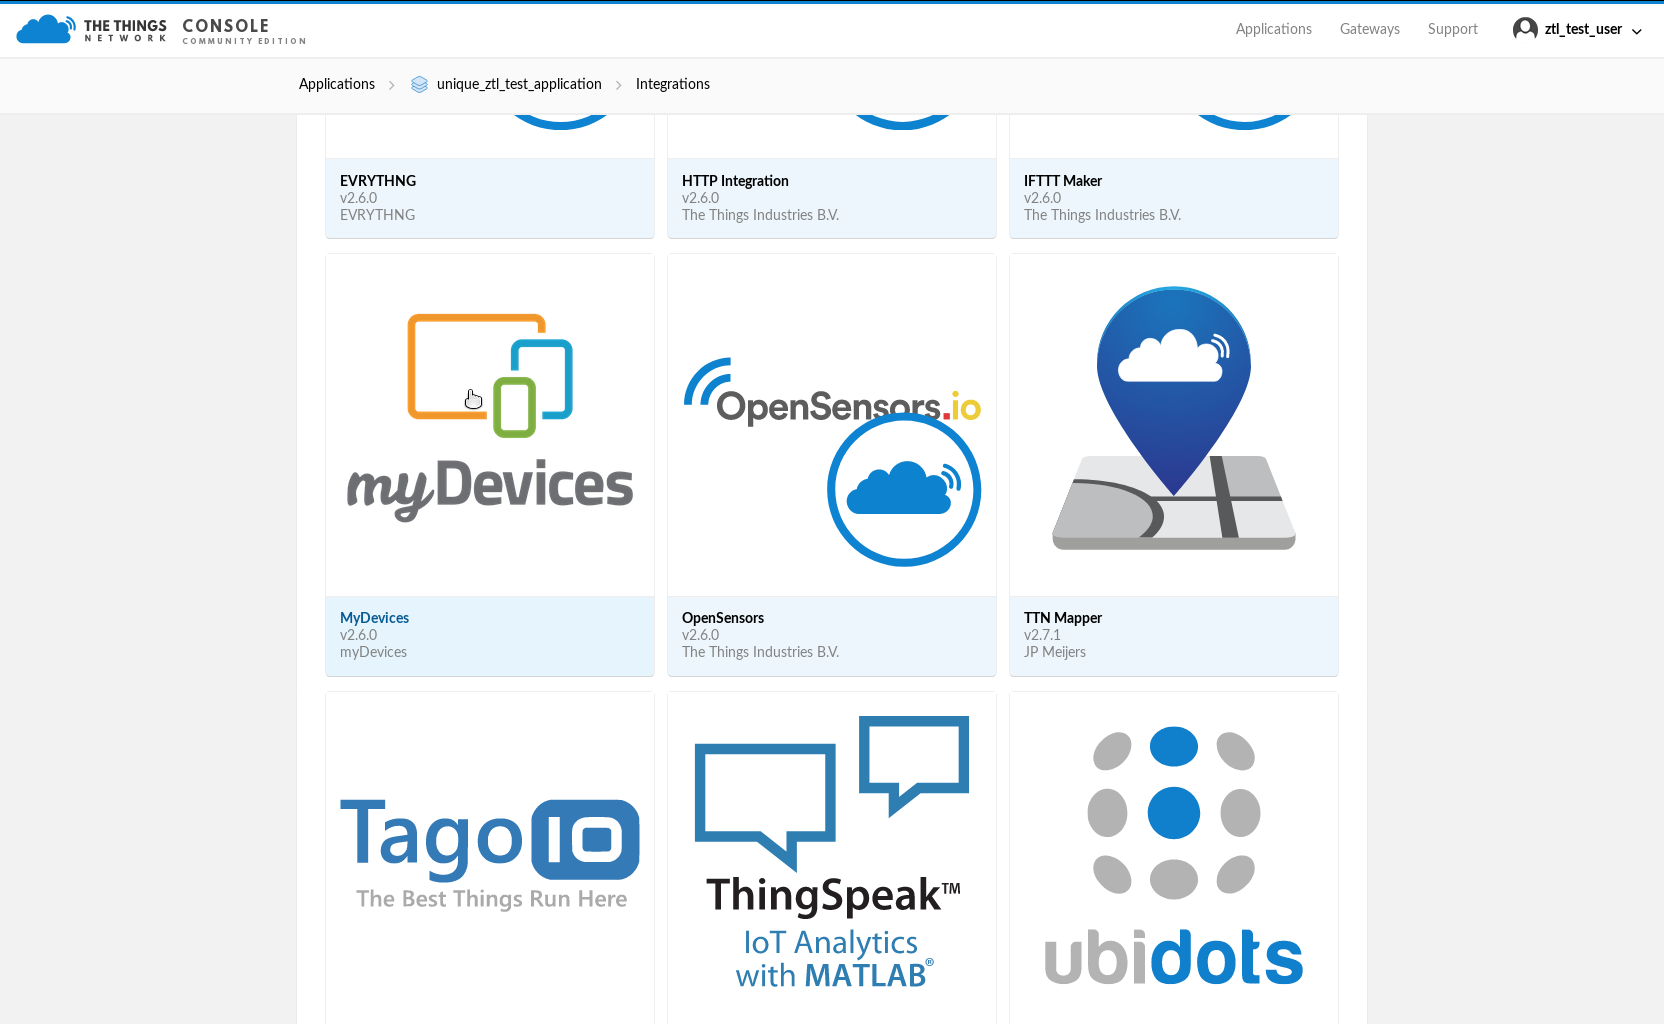 THE THINGS
NETWORK
CONSOLE
COMMUNITY EDITION
Applications
Gateways
Support
ztl_test_user
Applications
unique_ztl_test_application
Integrations
EVRYTHNG
v2.6.0
EVRYTHNG
HTTP Integration
v2.6.0
The Things Industries B.V.
IFTTT Maker
v2.6.0
The Things Industries B.V.
myDevices
OpenSensors.io
MyDevices
v2.6.0
myDevices
OpenSensors
v2.6.0
The Things Industries B.V.
TTN Mapper
v2.7.1
JP Meijers
Tago IO
The Best Things Run Here
ThingSpeak™
IoT Analytics
with MATLAB®
ubidots